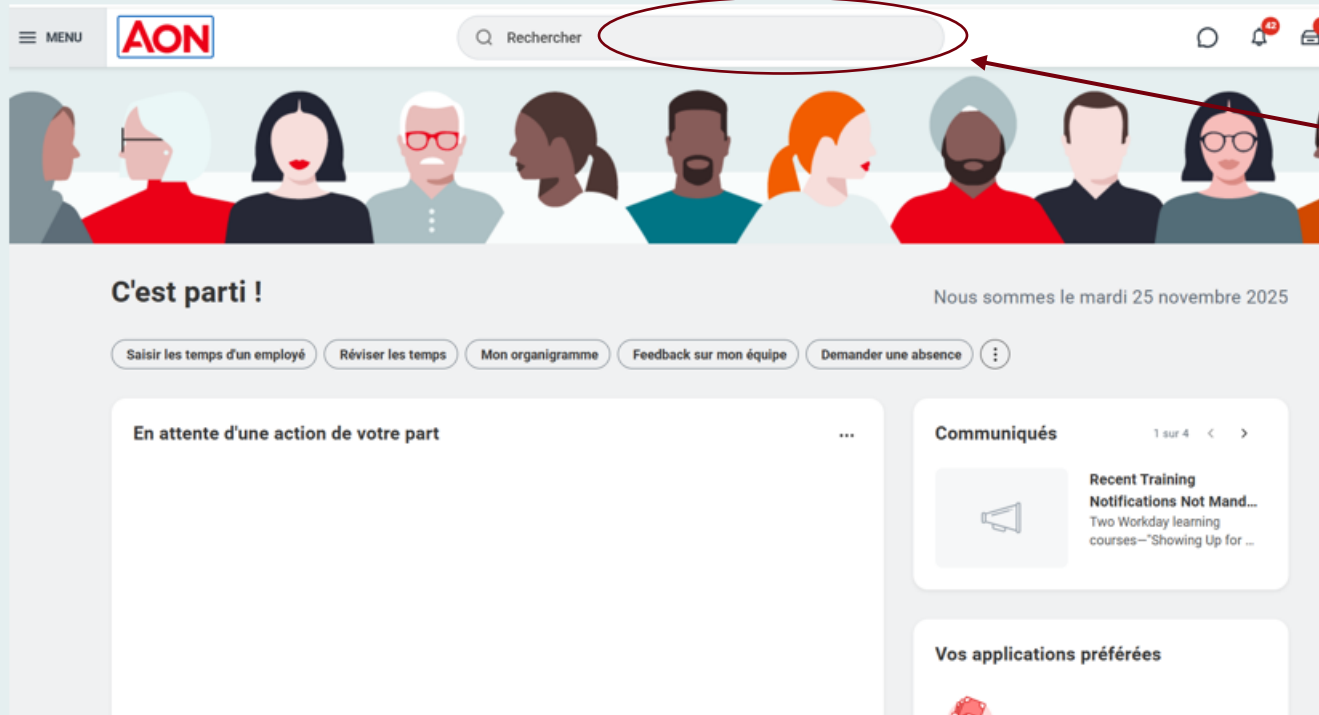 MENU
AON
Rechercher
42
C'est parti !
Nous sommes le mardi 25 novembre 2025
Saisir les temps d'un employé
Réviser les temps
Mon organigramme
Feedback sur mon équipe
Demander une absence
En attente d'une action de votre part
Communiqués
1 sur 4
Recent Training
Notifications Not Mand...
Two Workday learning
courses—"Showing Up for ...
Vos applications préférées